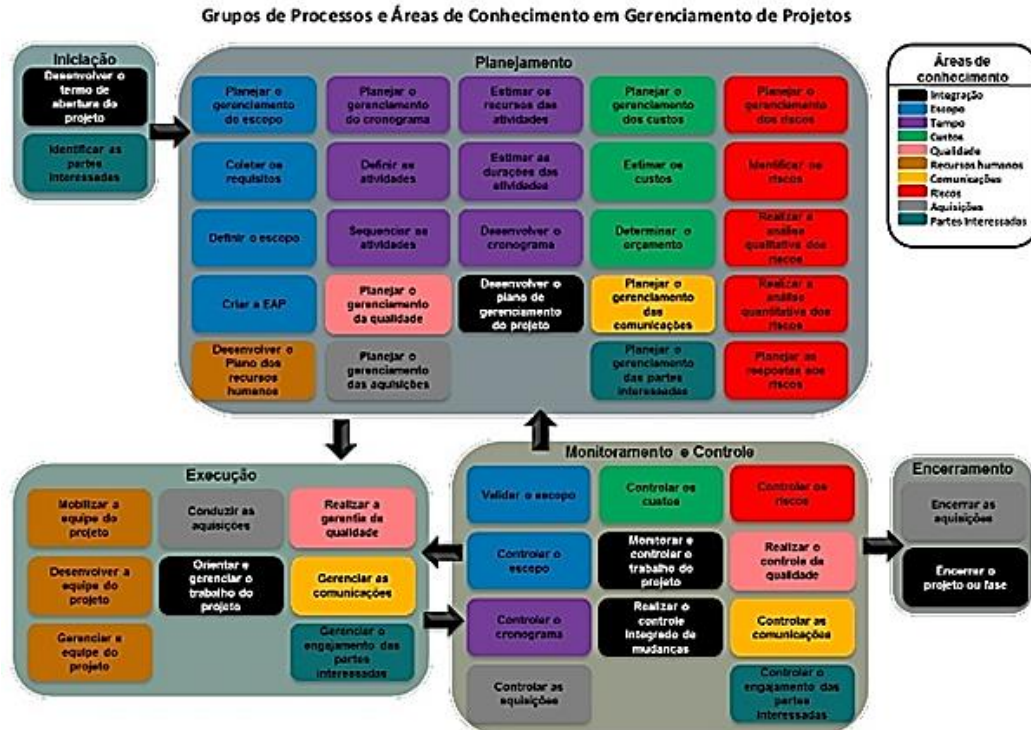 Grupos de Processos e Áreas de Conhecimento em Gerenciamento de Projetos
Iniciação
Desenvolver o
termo de
abertura do
projeto
Identificar as
partes
interessadas
Planejamento
Planejar o
gerenciamento
do escopo
Planejar o
gerenciamento
do cronograma
Estimar os
recursos das
atividades
Planejar o
gerenciamento
dos custos
Planejar o
gerenciamento
dos riscos
Coletar os
requisitos
Definir as
atividades
Estimar as
durações das
atividades
Estimar os
custos
Identificar os
riscos
Definir o escopo
Sequenciar as
atividades
Desenvolver o
cronograma
Determinar o
orçamento
Realizar a
análise
qualitativa dos
riscos
Criar a EAP
Planejar o
gerenciamento
da qualidade
Desenvolver o
plano de
gerenciamento
do projeto
Planejar o
gerenciamento
das
comunicações
Realizar a
análise
quantitativa dos
riscos
Desenvolver o
Plano dos
recursos
humanos
Planejar o
gerenciamento
das aquisições
Planejar o
gerenciamento
das partes
interessadas
Planejar as
respostas aos
riscos
Áreas de
conhecimento
Integração
Escopo
Tempo
Custos
Qualidade
Recursos humanos
Comunicações
Riscos
Aquisições
Partes Interessadas
Execução
Mobilizar a
equipe do
projeto
Conduzir as
aquisições
Realizar a
garantia da
qualidade
Desenvolver a
equipe do
projeto
Orientar e
gerenciar o
trabalho do
projeto
Gerenciar as
comunicações
Gerenciar a
equipe do
projeto
Gerenciar o
engajamento das
partes
interessadas
Monitoramento e Controle
Validar o escopo
Controlar os
custos
Controlar os
riscos
Controlar o
escopo
Monitorar e
controlar o
trabalho do
projeto
Realizar o
controle da
qualidade
Controlar o
cronograma
Realizar o
controle
integrado de
mudanças
Controlar as
comunicações
Controlar as
aquisições
Controlar o
engajamento das
partes
interessadas
Encerramento
Encerrar as
aquisições
Encerrar o
projeto ou fase